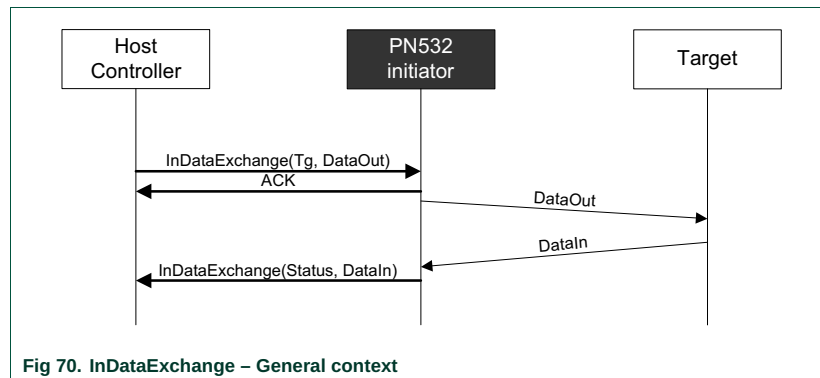 Host
Controller
PN532
initiator
Target
InDataExchange(Tg, DataOut)
ACK
DataOut
DataIn
InDataExchange(Status, DataIn)
Fig 70. InDataExchange – General context